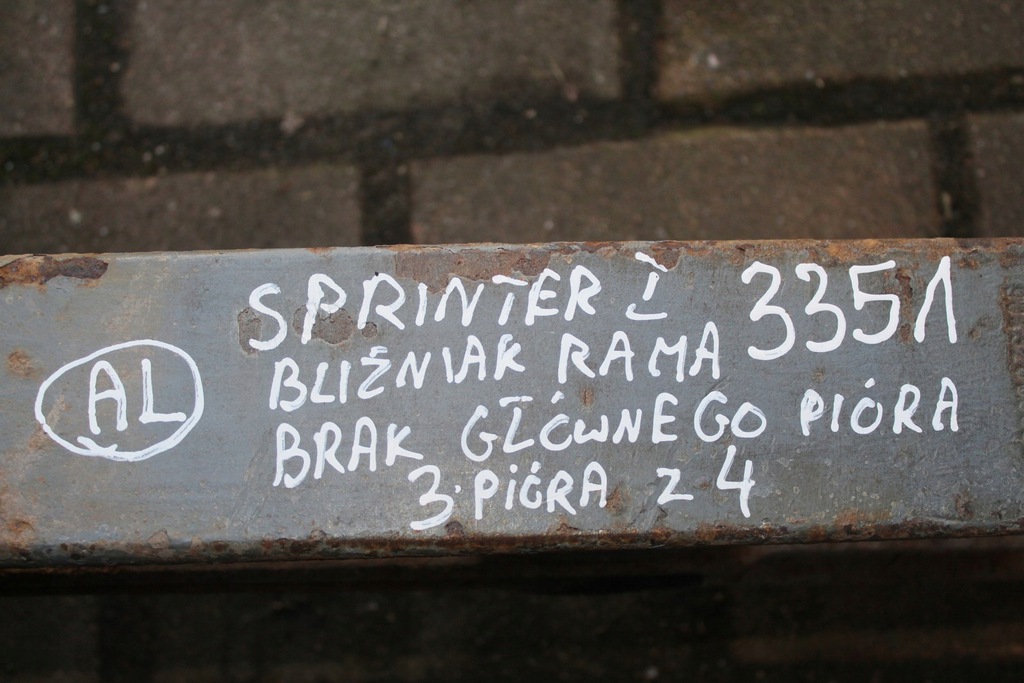 AL
SPRINTER I 3351
BLIŹNIAK RAMA
BRAK GŁÓWNEGO PIÓRA
3 PIÓRA Z 4